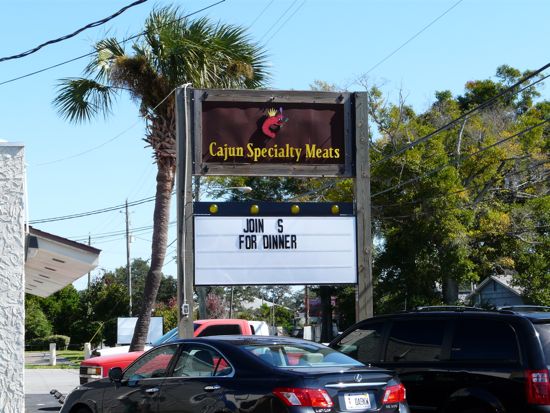 Cajun Specialty Meats
JOIN S
FOR DINNER